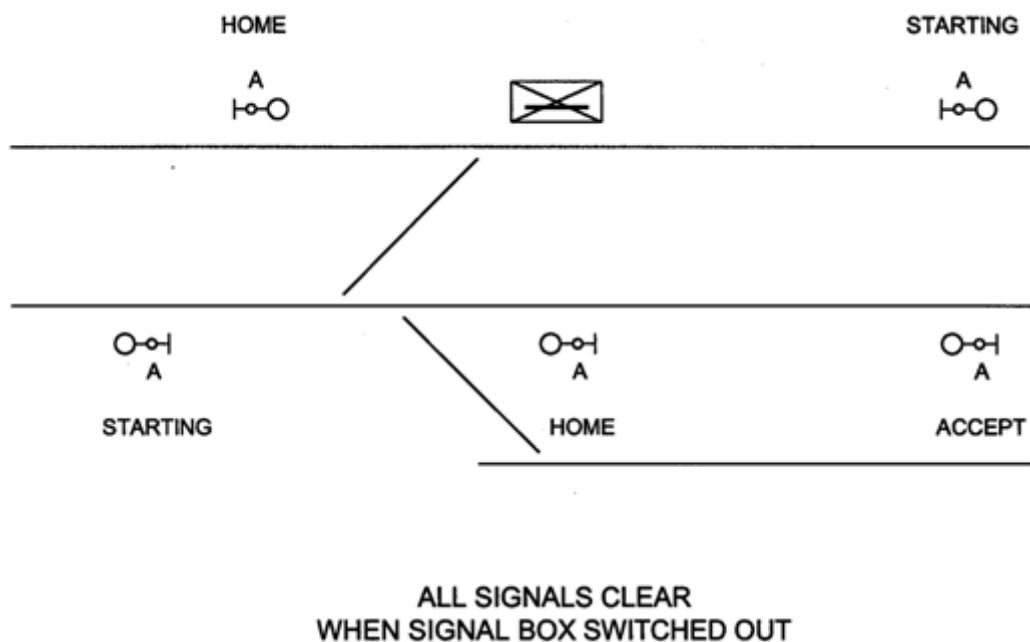 HOME STARTING
A A
A A A
STARTING HOME ACCEPT
ALL SIGNALS CLEAR
WHEN SIGNAL BOX SWITCHED OUT